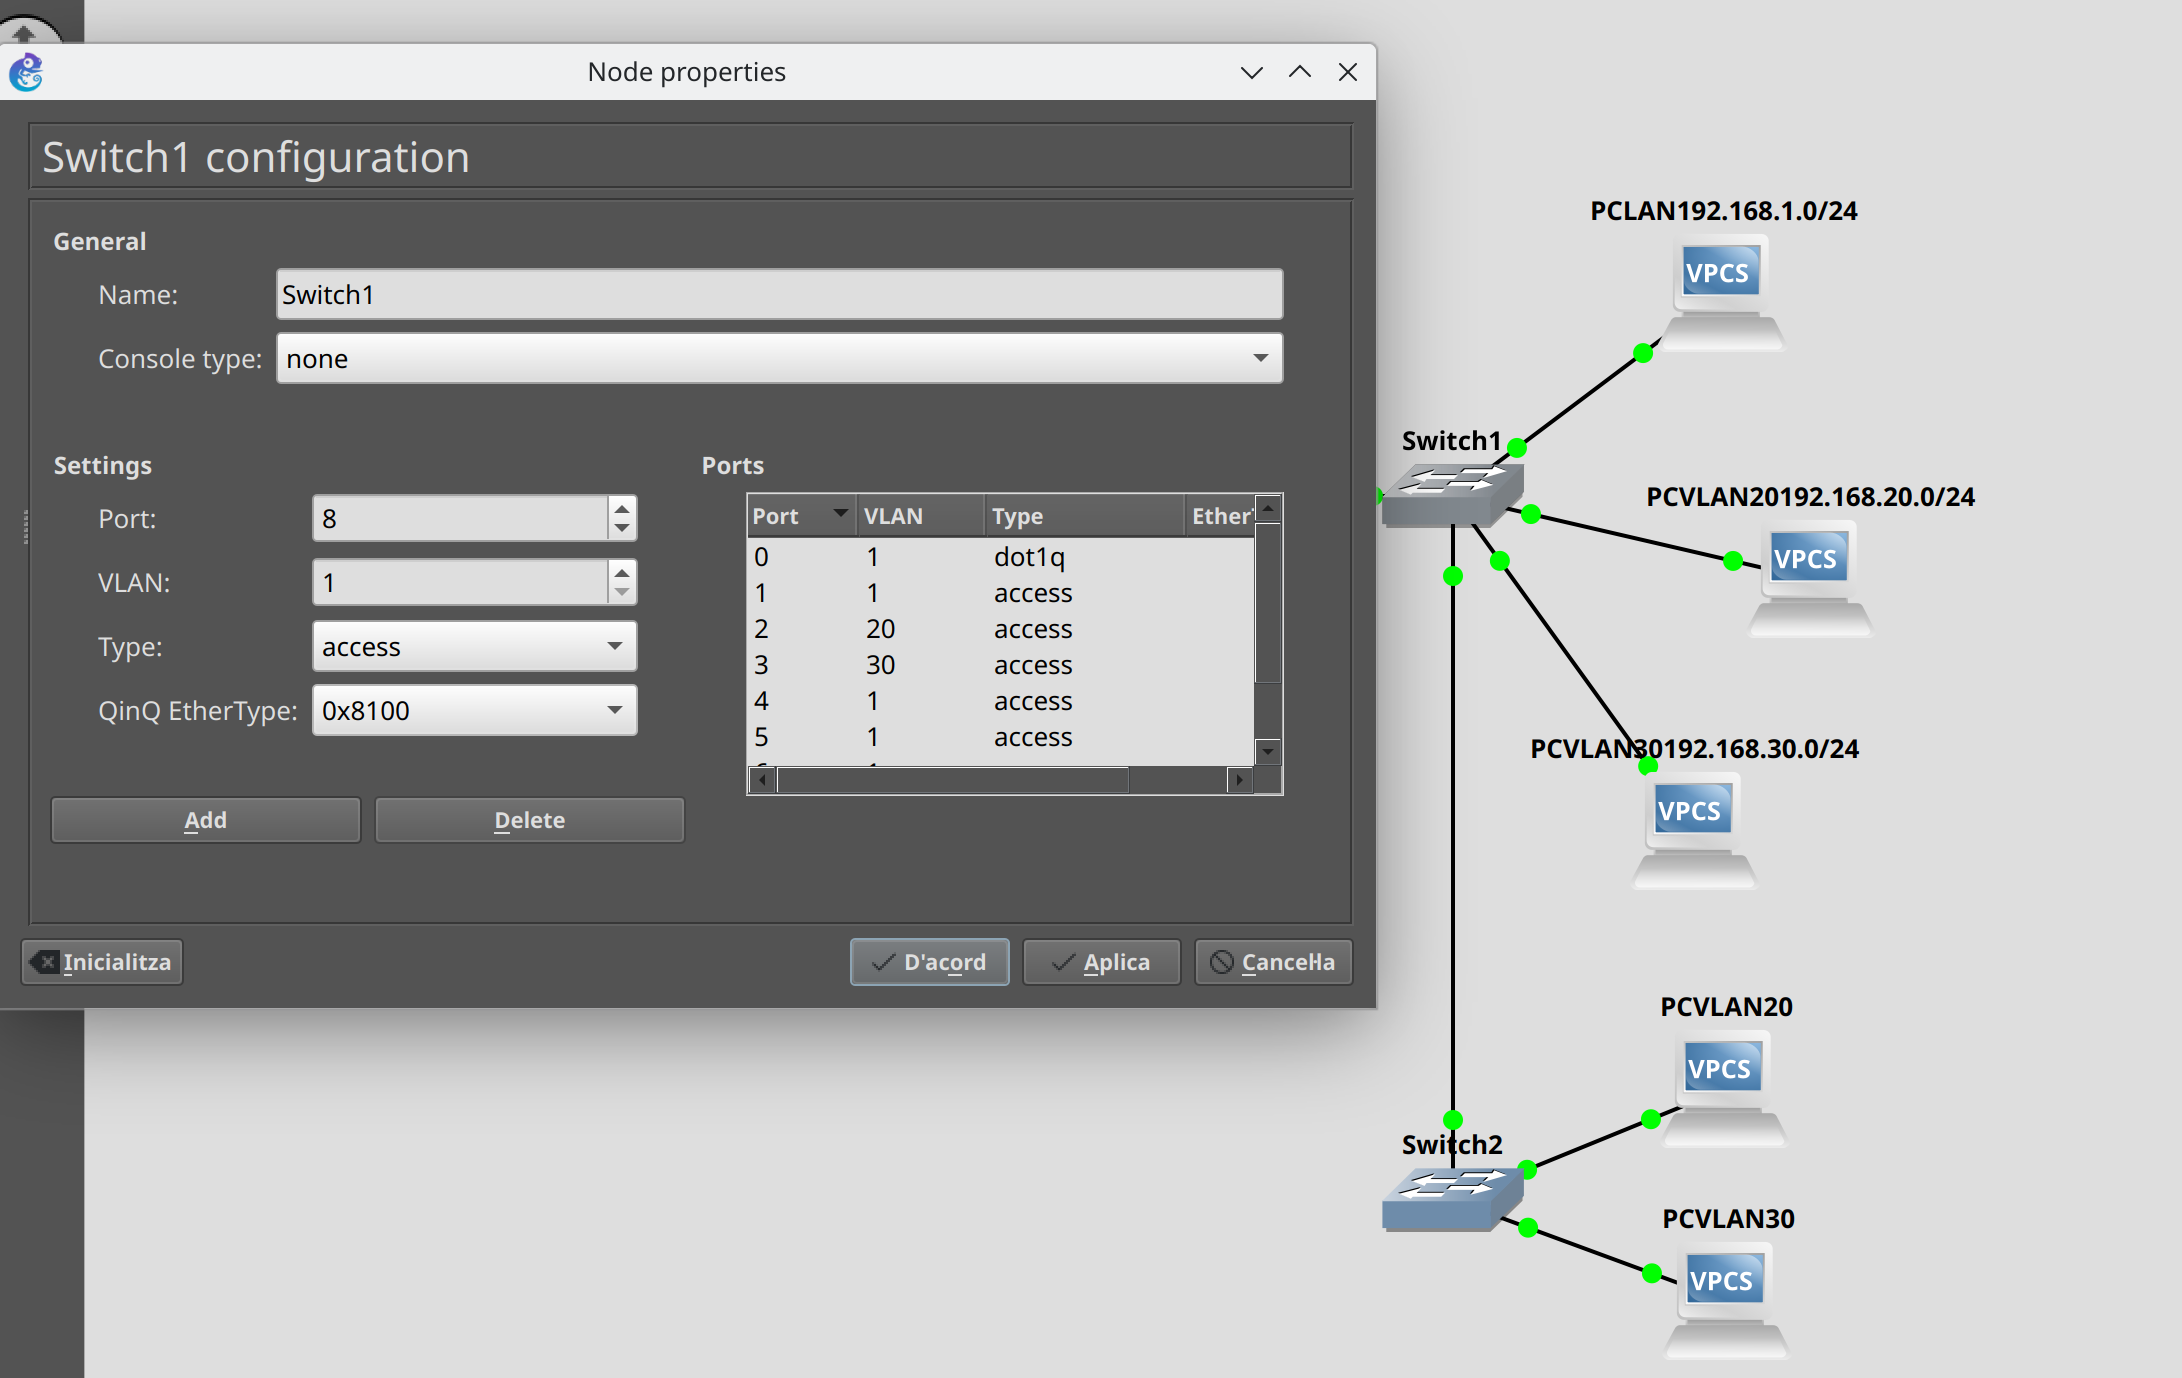 Node properties
Switch1 configuration
General
Name: Switch1
Console type: none
Settings
Port: 8
VLAN: 1
Type: access
QinQ EtherType: 0x8100
Add Delete
Ports
Port VLAN Type Ether
0 1 dot1q
1 1 access
2 20 access
3 30 access
4 1 access
5 1 access
Inicialitza D'acord Aplica Cancel·la
PCLAN192.168.1.0/24
VPCS
Switch1
PCVLAN20192.168.20.0/24
VPCS
PCVLAN30192.168.30.0/24
VPCS
PCVLAN20
VPCS
Switch2
PCVLAN30
VPCS